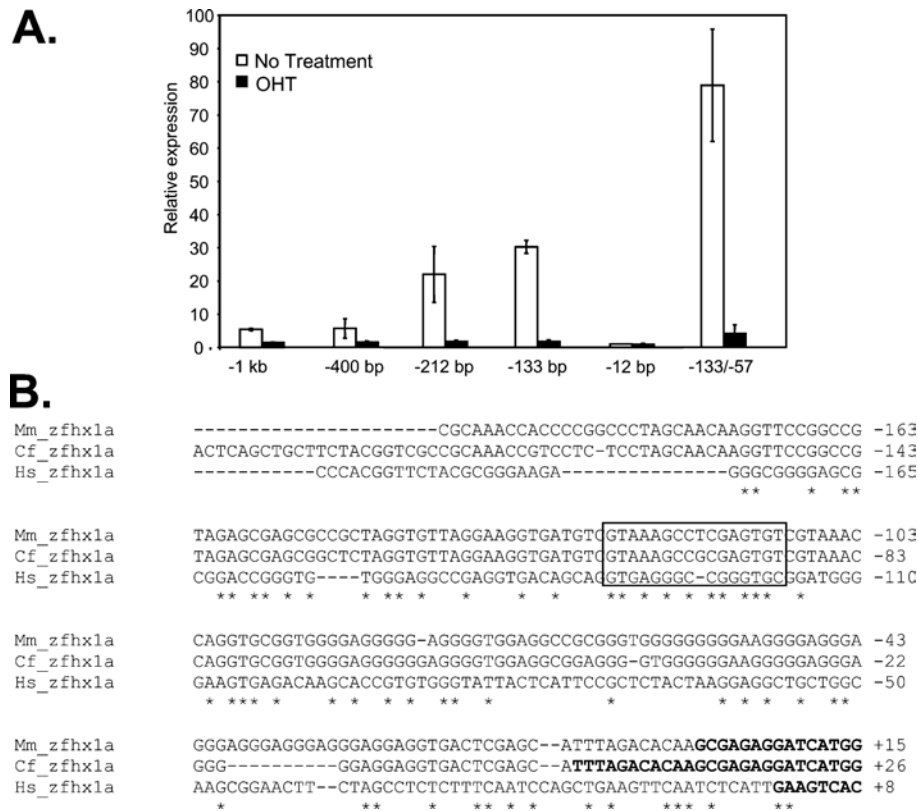 A.
Relative expression
100
90
80
70
60
50
40
30
20
10
0
No Treatment
OHT
-1 kb -400 bp -212 bp -133 bp -12 bp -133/-57
B.
Mm_zfhx1a ----------------------CGCAAACCACCCCGGCCCTAGCAACAAGGTTCCGGCCG -163
Cf_zfhx1a ACTCAGCTGCTTCTACGGTCGCCGCAAACCGTCCTC-TCCTAGCAACAAGGTTCCGGCCG -143
Hs_zfhx1a -----------CCCACGGTTCTACGCGGGAAGA---------------GGGCGGGGAGCG -165
** * **
Mm_zfhx1a TAGAGCGAGCGCCGCTAGGTGTTAGGAAGGTGATGTCGTAAAGCCTCGAGTGTCGTAAAC -103
Cf_zfhx1a TAGAGCGAGCGGCTCTAGGTGTTAGGAAGGTGATGTCGTAAAGCCGCGAGTGTCGTAAAC -83
Hs_zfhx1a CGGACCGGGTG----TGGGAGGCCGAGGTGACAGCAGGTGAGGGC-CGGGTGCGGATGGG -110
** ** * * * ** * * * * ** * * * ** *** *
Mm_zfhx1a CAGGTGCGGTGGGGAGGGGG-AGGGGTGGAGGCCGCGGGTGGGGGGGGAAGGGGAGGGA -43
Cf_zfhx1a CAGGTGCGGTGGGGAGGGGGGAGGGGTGGAGGCGGAGGG-GTGGGGGGAAGGGGGAGGGA -22
Hs_zfhx1a GAAGTGAGACAAGCACCGTGTGGGTATTACTCATTCCGCTCTACTAAGGAGGCTGCTGGC -50
* *** * * * * * ** * * * * * **
Mm_zfhx1a GGGAGGGAGGGAGGGAGGAGGTGACTCGAGC--ATTTAGACACAAGCGAGAGGATCATGG +15
Cf_zfhx1a GGG----------GGAGGAGGTGACTCGAGC--ATTTAGACACAAGCGAGAGGATCATGG +26
Hs_zfhx1a AAGCGGAACTT--CTAGCCTCTCTTTCAATCCAGCTGAAGTTCAATCTCATTGAAGTCAC +8
* ** * ** * * * *** * **